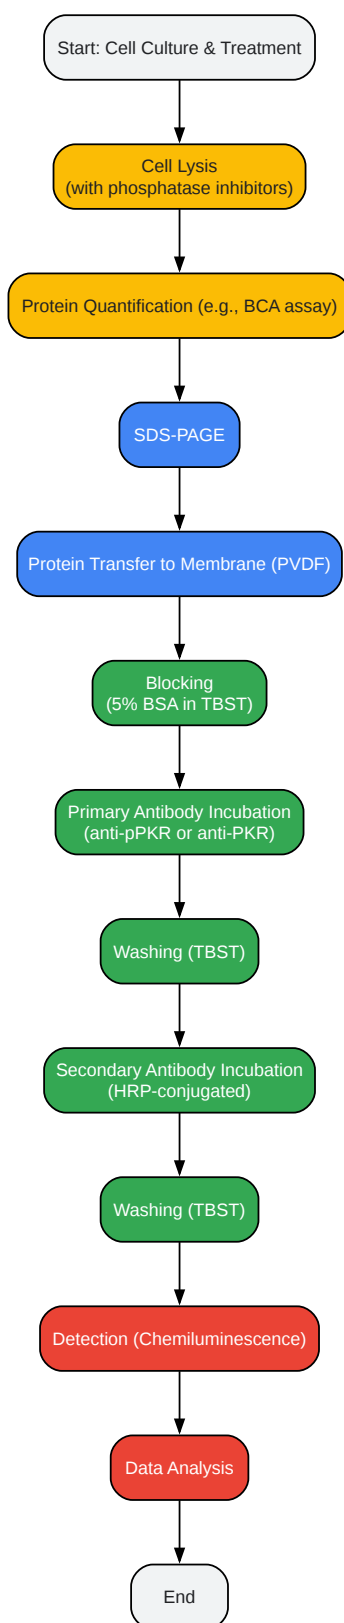 Start: Cell Culture & Treatment
Cell Lysis
(with phosphatase inhibitors)
Protein Quantification (e.g., BCA assay)
SDS-PAGE
Protein Transfer to Membrane (PVDF)
Blocking
(5% BSA in TBST)
Primary Antibody Incubation
(anti-pPKR or anti-PKR)
Washing (TBST)
Secondary Antibody Incubation
(HRP-conjugated)
Washing (TBST)
Detection (Chemiluminescence)
Data Analysis
End